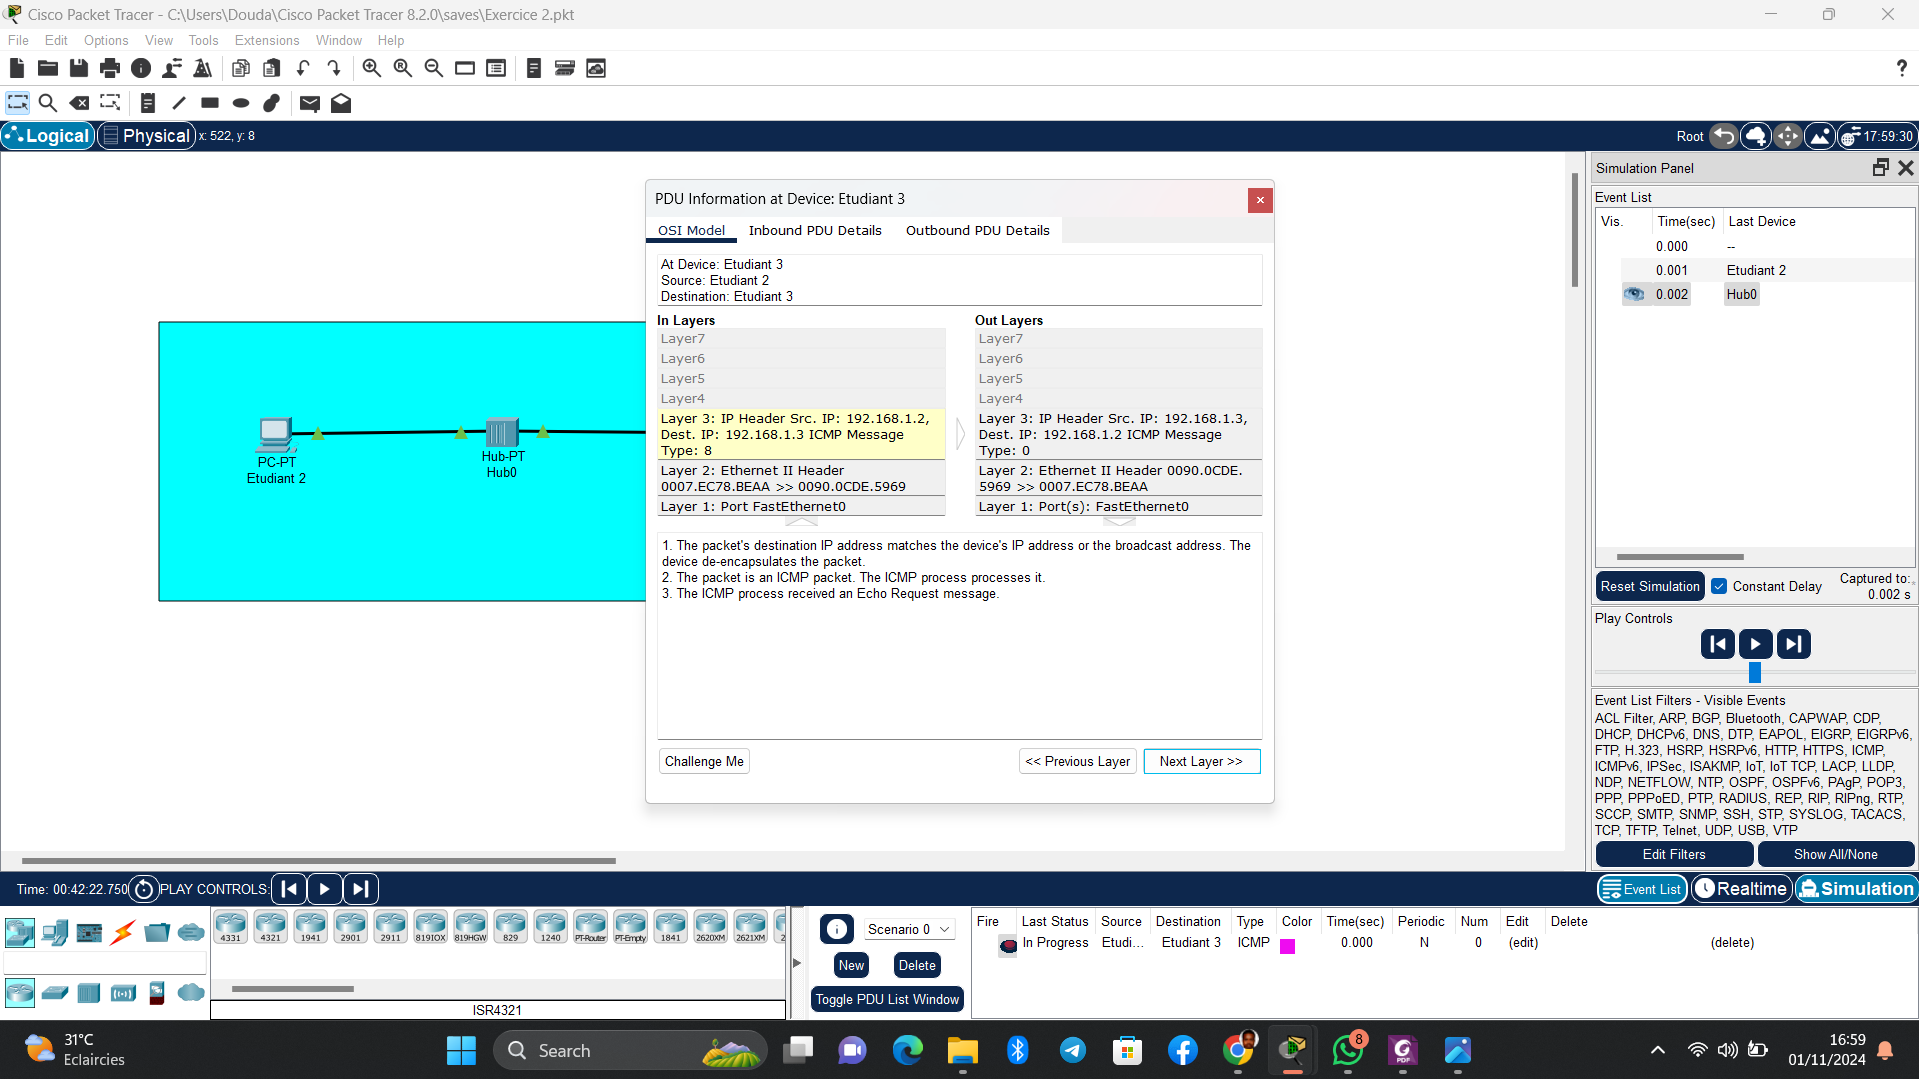 Cisco Packet Tracer - C:\Users\Douda\Cisco Packet Tracer 8.2.0\saves\Exercice 2.pkt
File Edit Options View Tools Extensions Window Help
?
Logical Physical x: 522, y: 8 Root 17:59:30
PDU Information at Device: Etudiant 3
OSI Model Inbound PDU Details Outbound PDU Details
At Device: Etudiant 3
Source: Etudiant 2
Destination: Etudiant 3
In Layers
Layer7
Layer6
Layer5
Layer4
Layer 3: IP Header Src. IP: 192.168.1.2,
Dest. IP: 192.168.1.3 ICMP Message
Type: 8
Layer 2: Ethernet II Header
0007.EC78.BEAA >> 0090.0CDE.5969
Layer 1: Port FastEthernet0
Out Layers
Layer7
Layer6
Layer5
Layer4
Layer 3: IP Header Src. IP: 192.168.1.3,
Dest. IP: 192.168.1.2 ICMP Message
Type: 0
Layer 2: Ethernet II Header 0090.0CDE.
5969 >> 0007.EC78.BEAA
Layer 1: Port(s): FastEthernet0
1. The packet's destination IP address matches the device's IP address or the broadcast address. The
device de-encapsulates the packet.
2. The packet is an ICMP packet. The ICMP process processes it.
3. The ICMP process received an Echo Request message.
Challenge Me << Previous Layer Next Layer >>
PC-PT
Etudiant 2
Hub-PT
Hub0
Simulation Panel
Event List
Vis. Time(sec) Last Device
0.000 --
0.001 Etudiant 2
0.002 Hub0
Reset Simulation Constant Delay Captured to:
0.002 s
Play Controls
Event List Filters - Visible Events
ACL Filter, ARP, BGP, Bluetooth, CAPWAP, CDP,
DHCP, DHCPv6, DNS, DTP, EAPOL, EIGRP, EIGRPv6,
FTP, H.323, HSRP, HSRPv6, HTTP, HTTPS, ICMP,
ICMPv6, IPSec, ISAKMP, IoT, IoT TCP, LACP, LLDP,
NDP, NETFLOW, NTP, OSPF, OSPFv6, PAgP, POP3,
PPP, PPPoED, PTP, RADIUS, REP, RIP, RIPng, RTP,
SCCP, SMTP, SNMP, SSH, STP, SYSLOG, TACACS,
TCP, TFTP, Telnet, UDP, USB, VTP
Edit Filters Show All/None
Time: 00:42:22.750 PLAY CONTROLS: Event List Realtime Simulation
4331 4321 1941 2901 2911 819IOX 819HGW 829 1240 PT-Router PT-Empty 1841 2620XM 2621XM 2
ISR4321
Scenario 0
New Delete
Toggle PDU List Window
Fire Last Status Source Destination Type Color Time(sec) Periodic Num Edit Delete
In Progress Etudi... Etudiant 3 ICMP 0.000 N 0 (edit) (delete)
31°C
Eclaircies
Search
8
PDF
16:59
01/11/2024